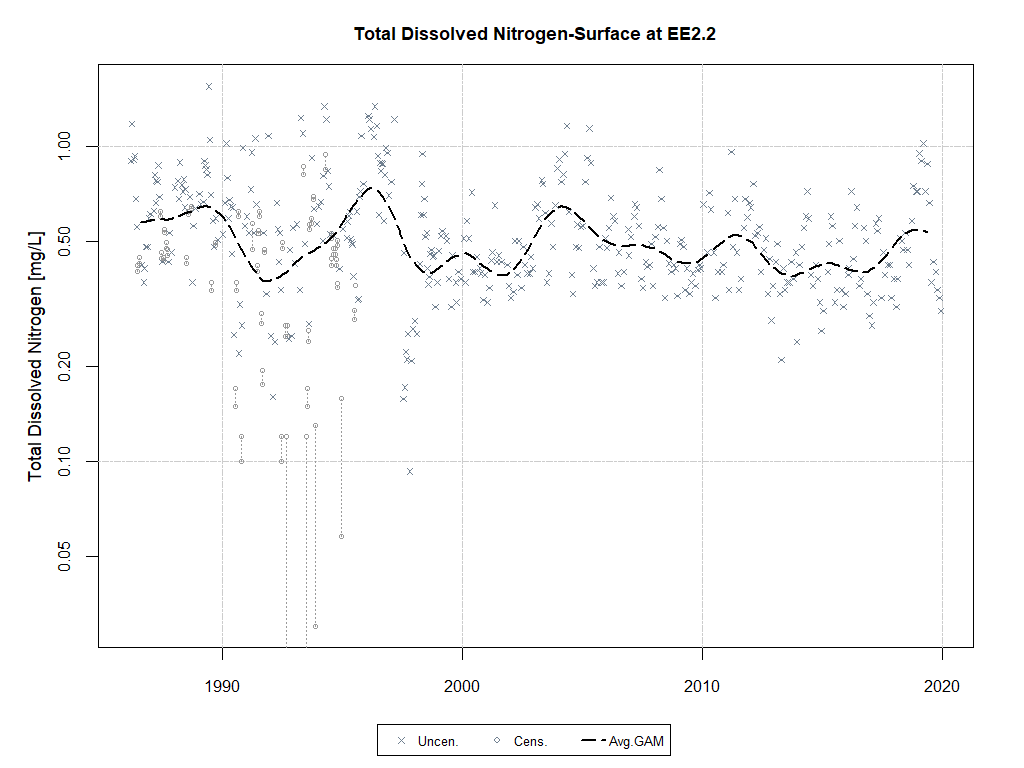 Total Dissolved Nitrogen-Surface at EE2.2
Total Dissolved Nitrogen [mg/L]
1.00
0.50
0.20
0.10
0.05
1990 2000 2010 2020
Uncen. Cens. Avg.GAM